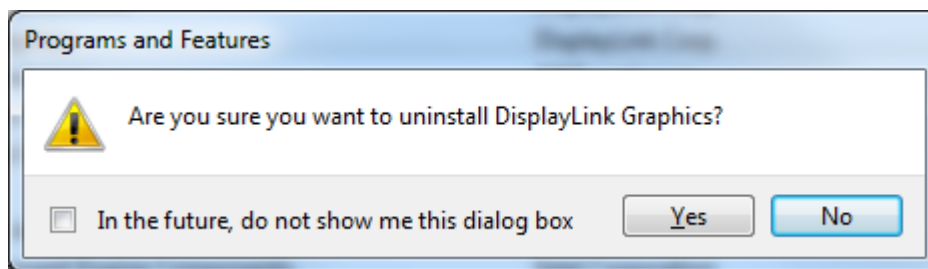 Programs and Features
Are you sure you want to uninstall DisplayLink Graphics?
In the future, do not show me this dialog box
Yes
No